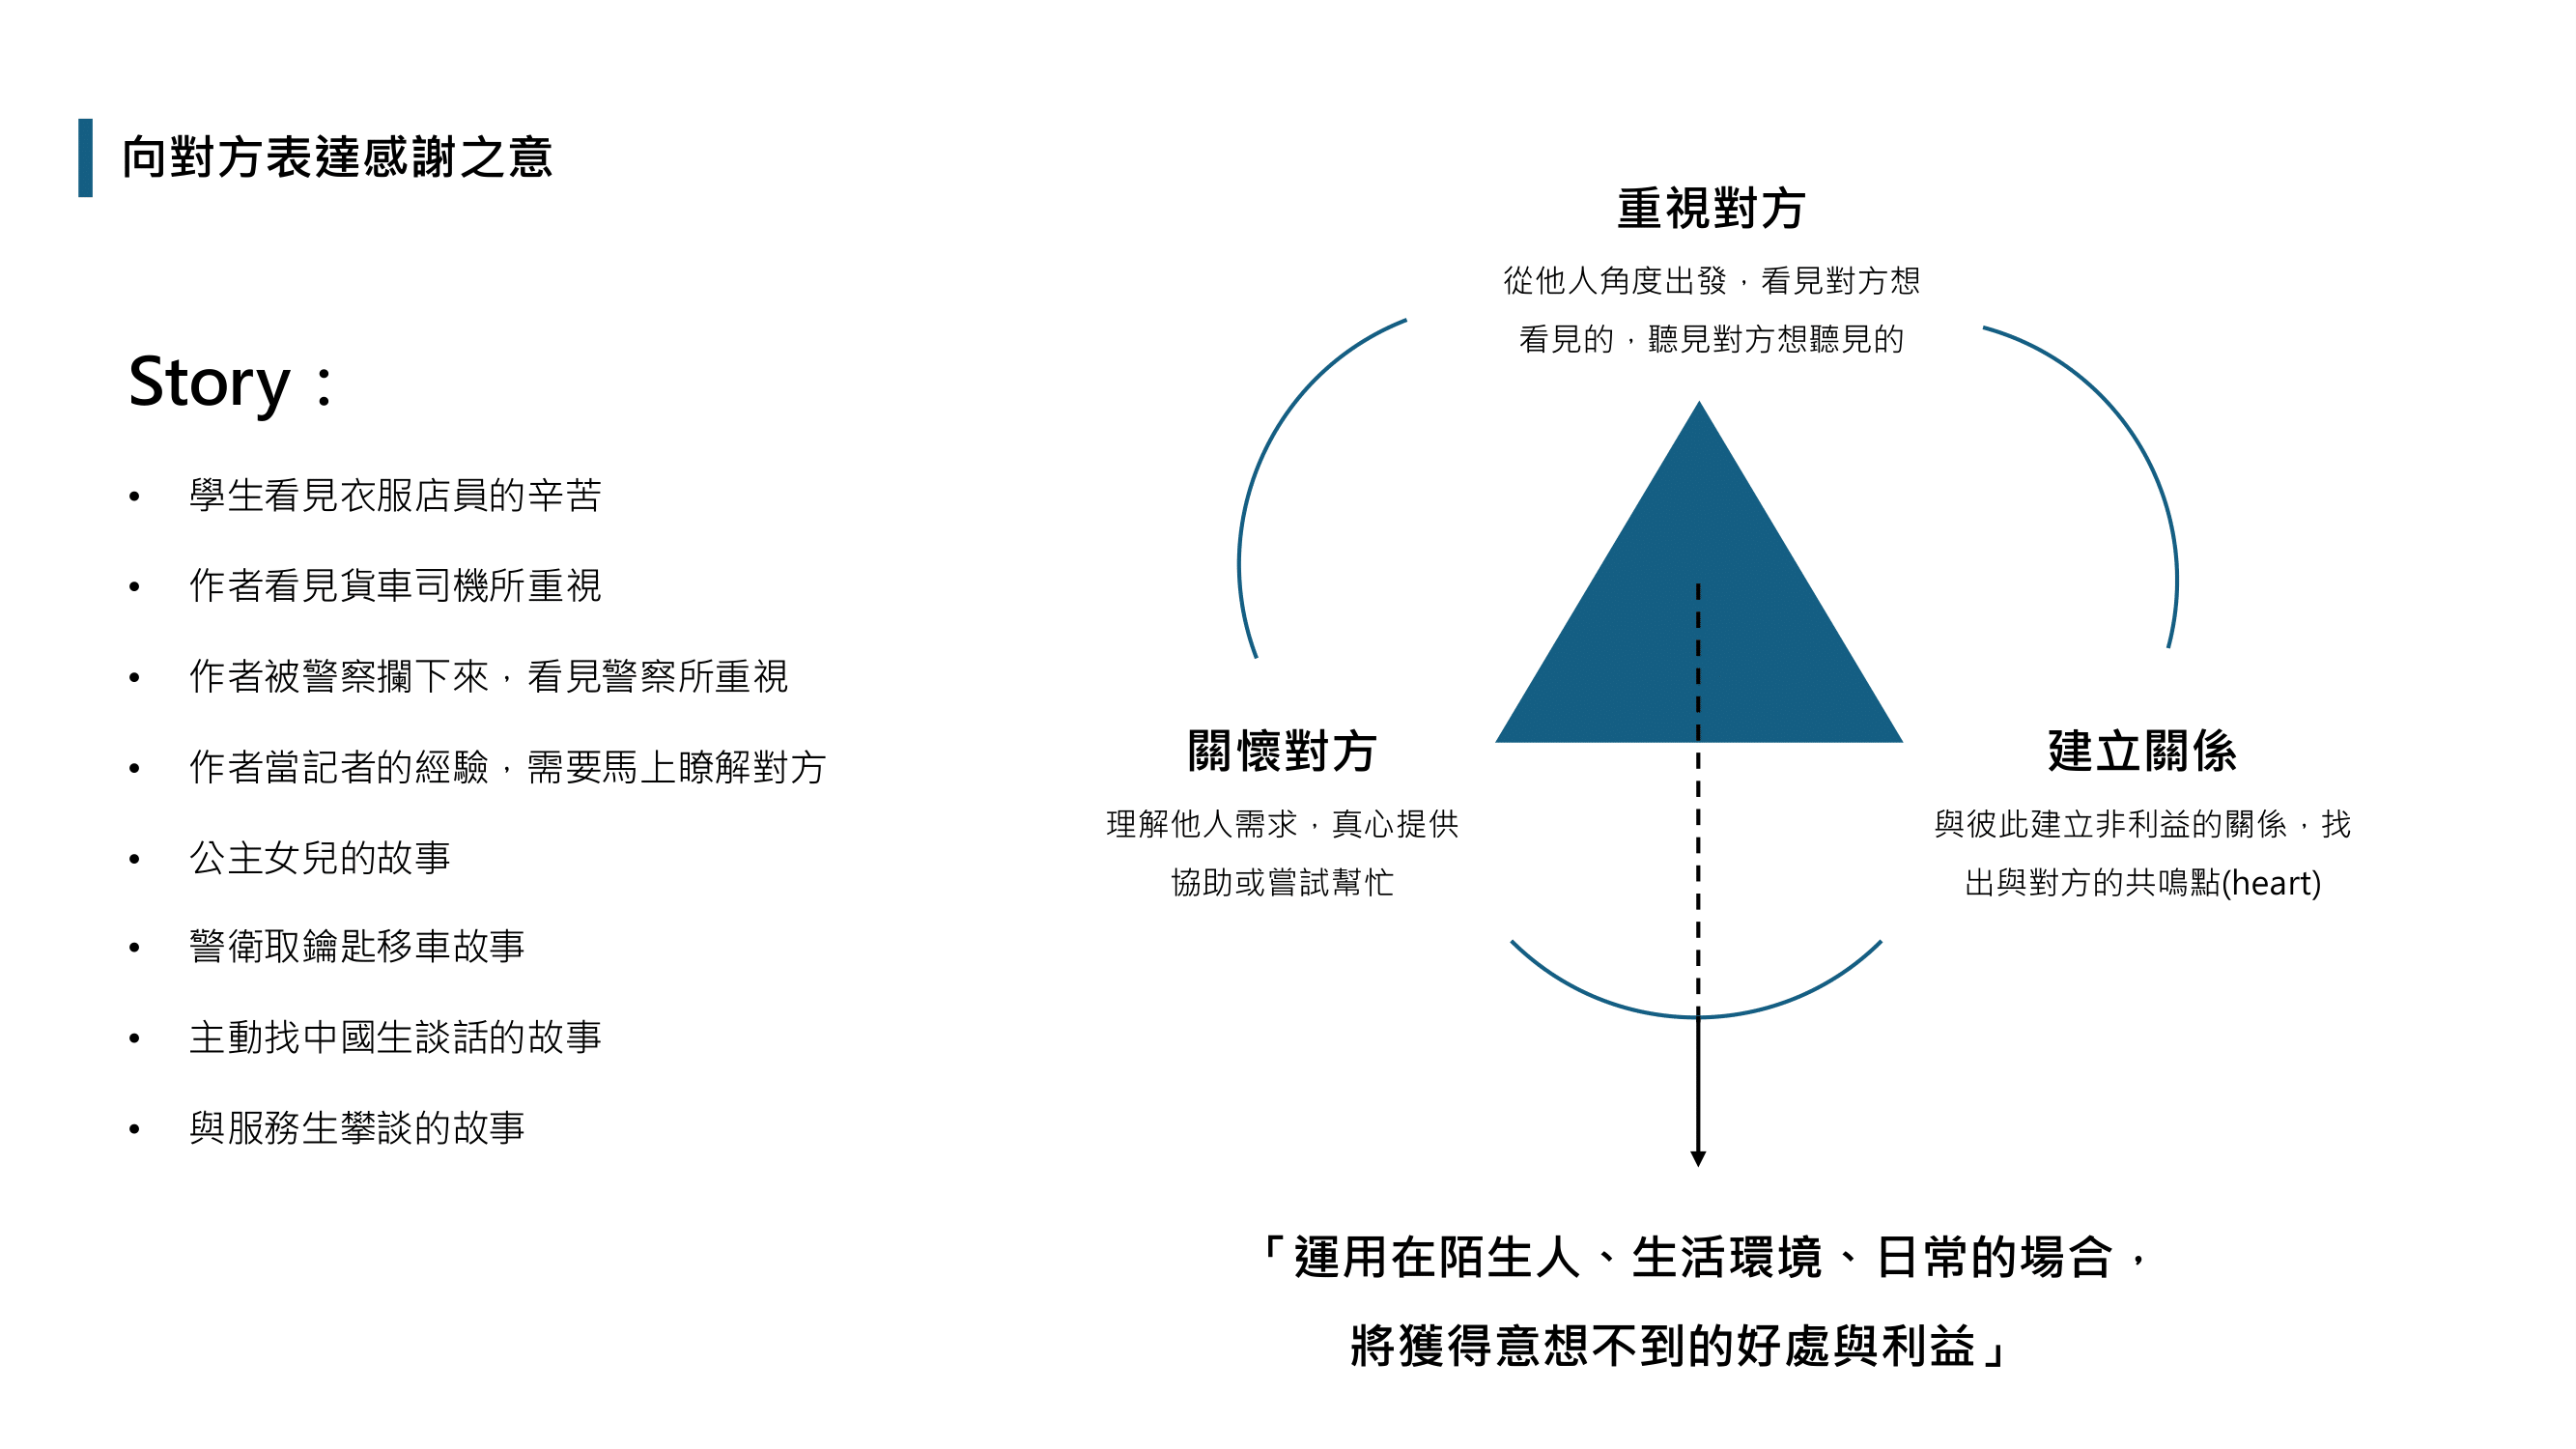 向對方表達感謝之意
Story：
• 學生看見衣服店員的辛苦
• 作者看見貨車司機所重視
• 作者被警察攔下來，看見警察所重視
• 作者當記者的經驗，需要馬上瞭解對方
• 公主女兒的故事
• 警衛取鑰匙移車故事
• 主動找中國生談話的故事
• 與服務生攀談的故事
重視對方
從他人角度出發，看見對方想
看見的，聽見對方想聽見的
關懷對方
理解他人需求，真心提供
協助或嘗試幫忙
建立關係
與彼此建立非利益的關係，找
出與對方的共鳴點(heart)
「運用在陌生人、生活環境、日常的場合，
將獲得意想不到的好處與利益」